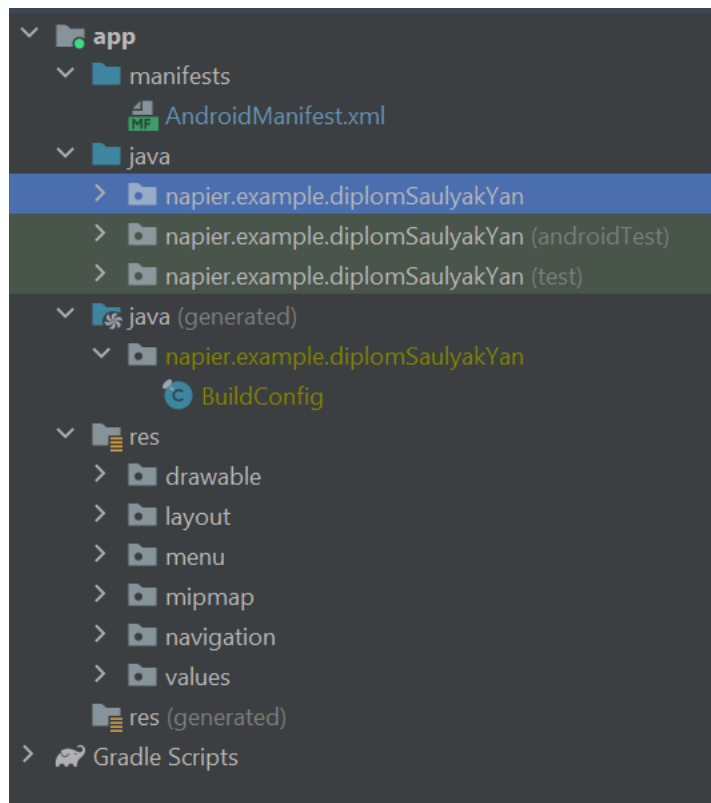 app
manifests
MF AndroidManifest.xml
java
napier.example.diplomSaulyakYan
napier.example.diplomSaulyakYan (androidTest)
napier.example.diplomSaulyakYan (test)
java (generated)
napier.example.diplomSaulyakYan
C BuildConfig
res
drawable
layout
menu
mipmap
navigation
values
res (generated)
Gradle Scripts